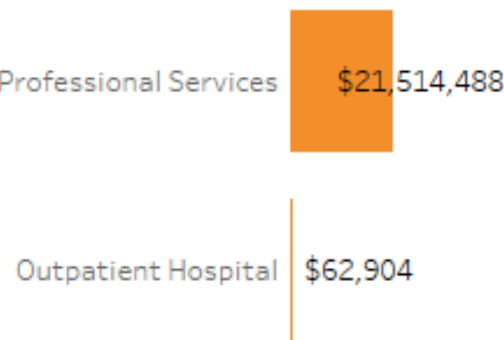 Professional Services $21,514,488
Outpatient Hospital $62,904